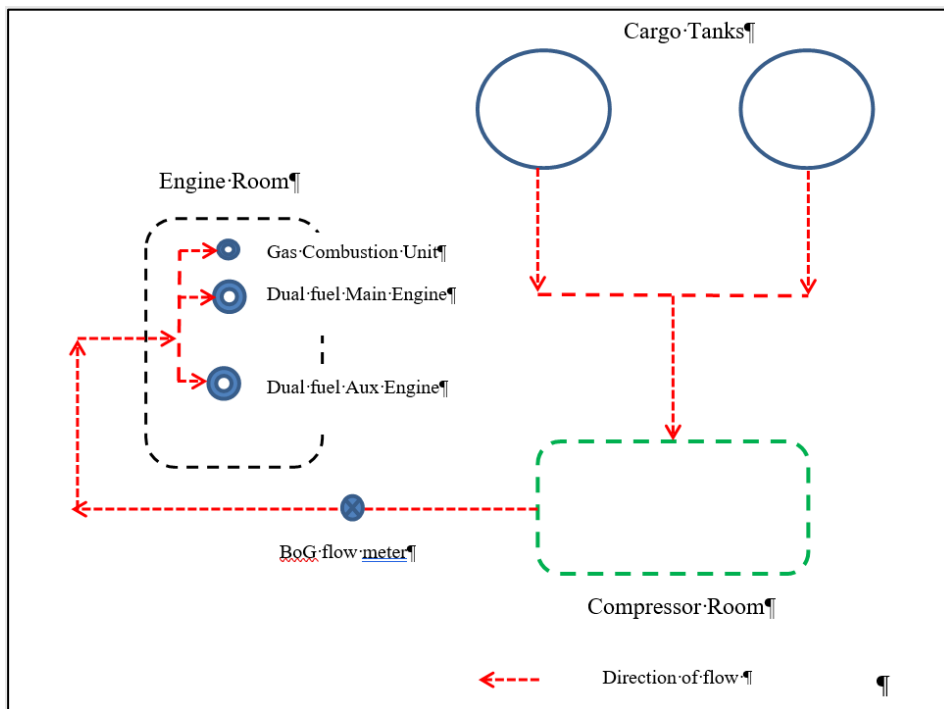 Cargo·Tanks¶
Engine·Room¶
Gas·Combustion·Unit¶
Dual·fuel·Main·Engine¶
Dual·fuel·Aux·Engine¶
BoG·flow·meter¶
Compressor·Room¶
Direction·of·flow·¶
¶